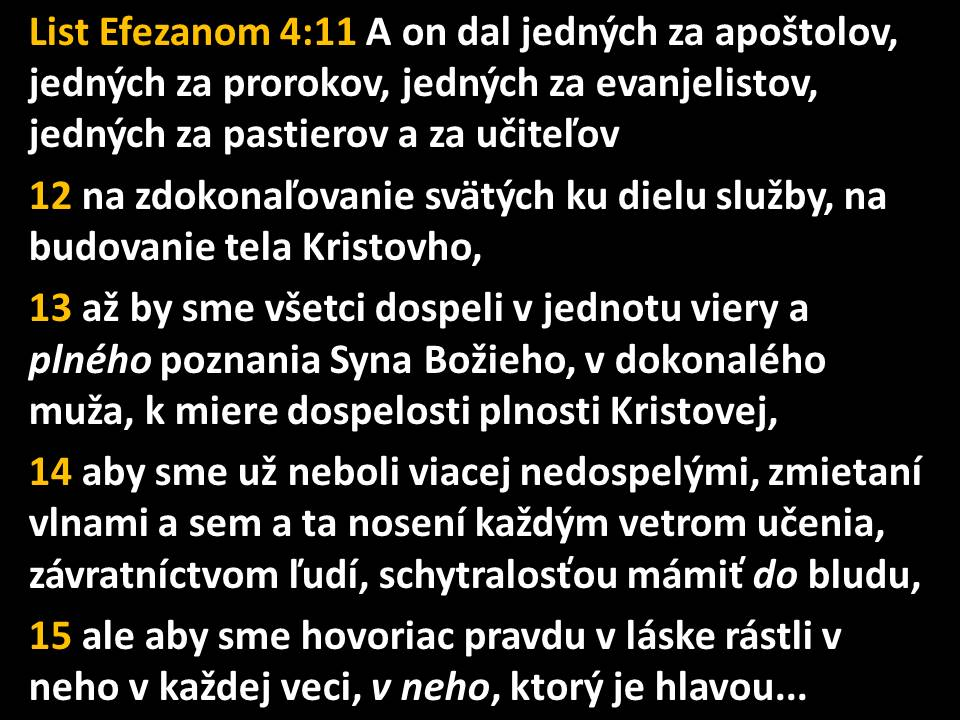 List Efezanom 4:11 A on dal jedných za apoštolov,
jedných za prorokov, jedných za evanjelistov,
jedných za pastierov a za učiteľov
12 na zdokonaľovanie svätých ku dielu služby, na
budovanie tela Kristovho,
13 až by sme všetci dospeli v jednotu viery a
plného poznania Syna Božieho, v dokonalého
muža, k miere dospelosti plnosti Kristovej,
14 aby sme už neboli viacej nedospelými, zmietaní
vlnami a sem a ta nosení každým vetrom učenia,
závratníctvom ľudí, schytralosťou mámiť do bludu,
15 ale aby sme hovoriac pravdu v láske rástli v
neho v každej veci, v neho, ktorý je hlavou...